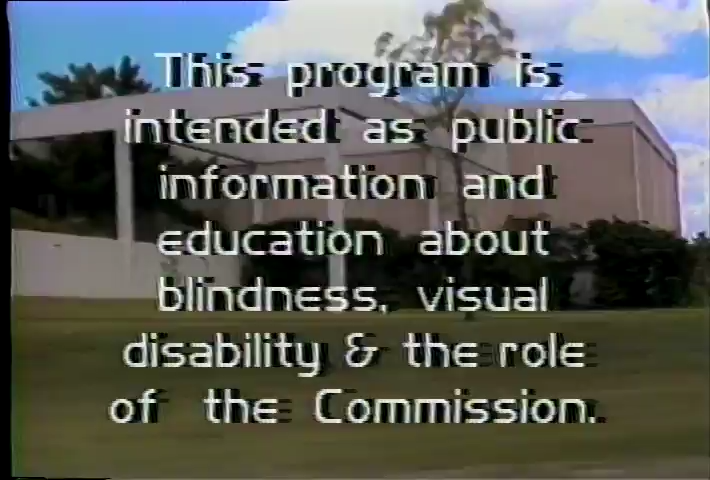 This program is
intended as public
information and
education about
blindness, visual
disability & the role
of the Commission.